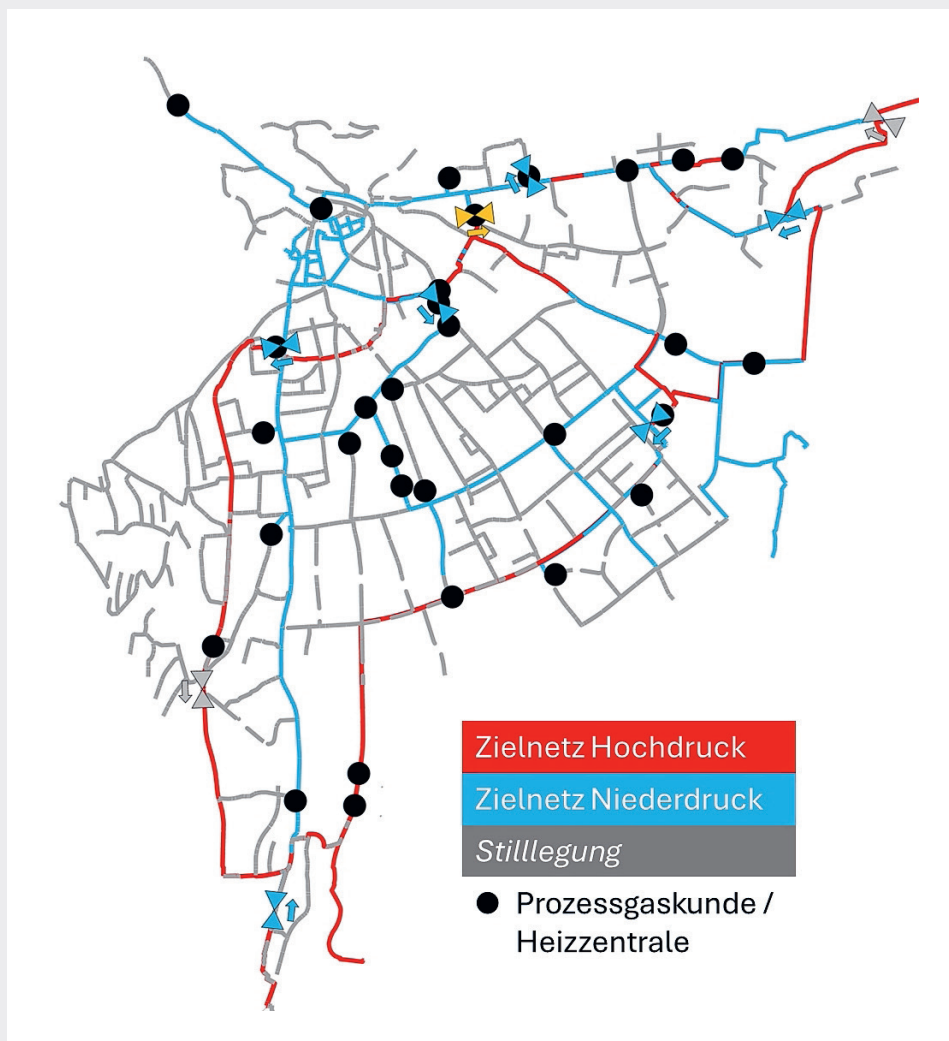 Zielnetz Hochdruck
Zielnetz Niederdruck
Stilllegung
Prozessgaskunde /
Heizzentrale